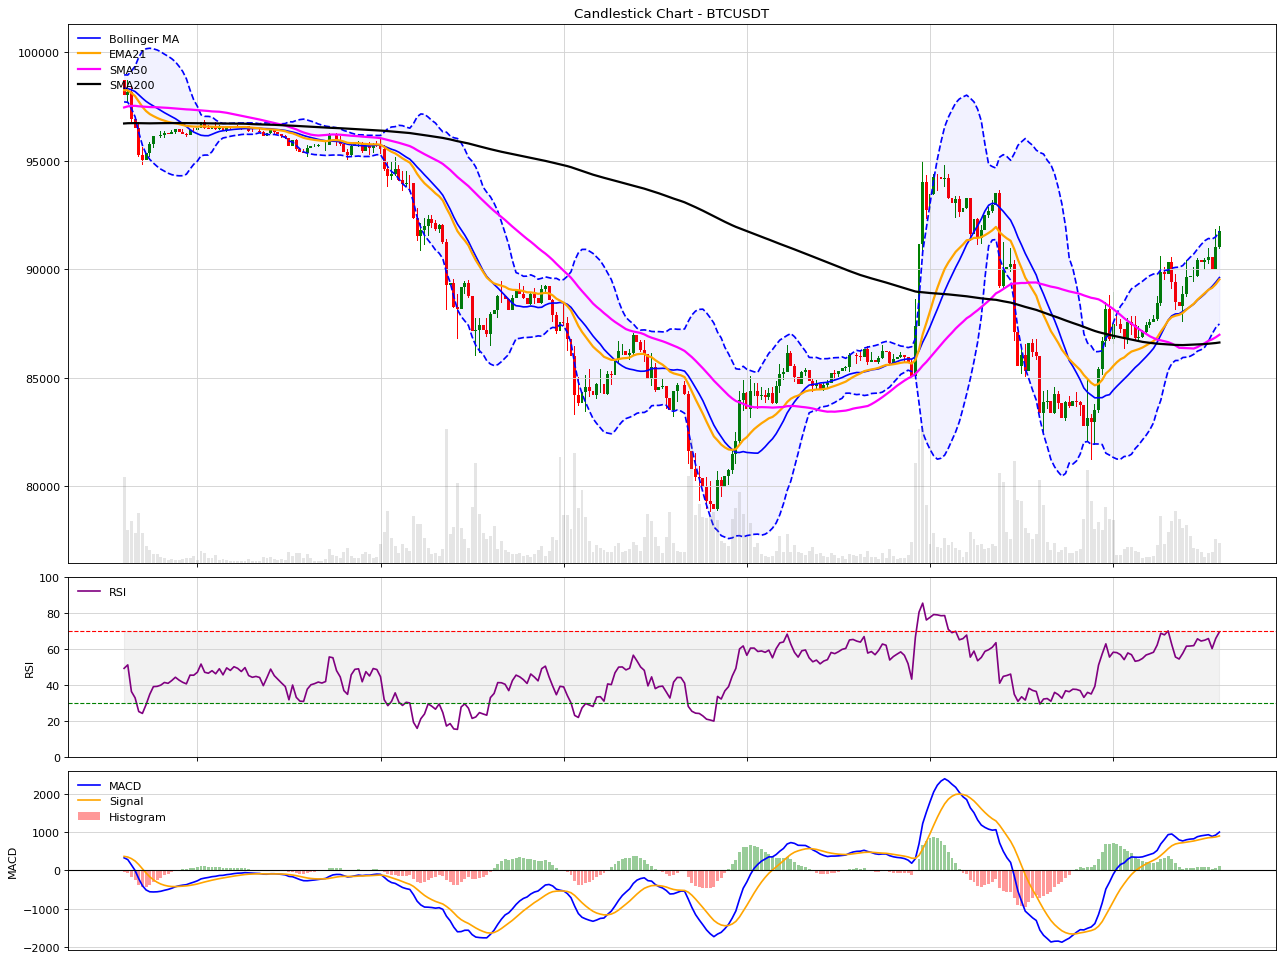 Candlestick Chart - BTCUSDT
Bollinger MA
EMA21
SMA50
SMA200
100000
95000
90000
85000
80000
RSI
RSI
100
80
60
40
20
0
MACD
Signal
Histogram
MACD
2000
1000
0
−1000
−2000